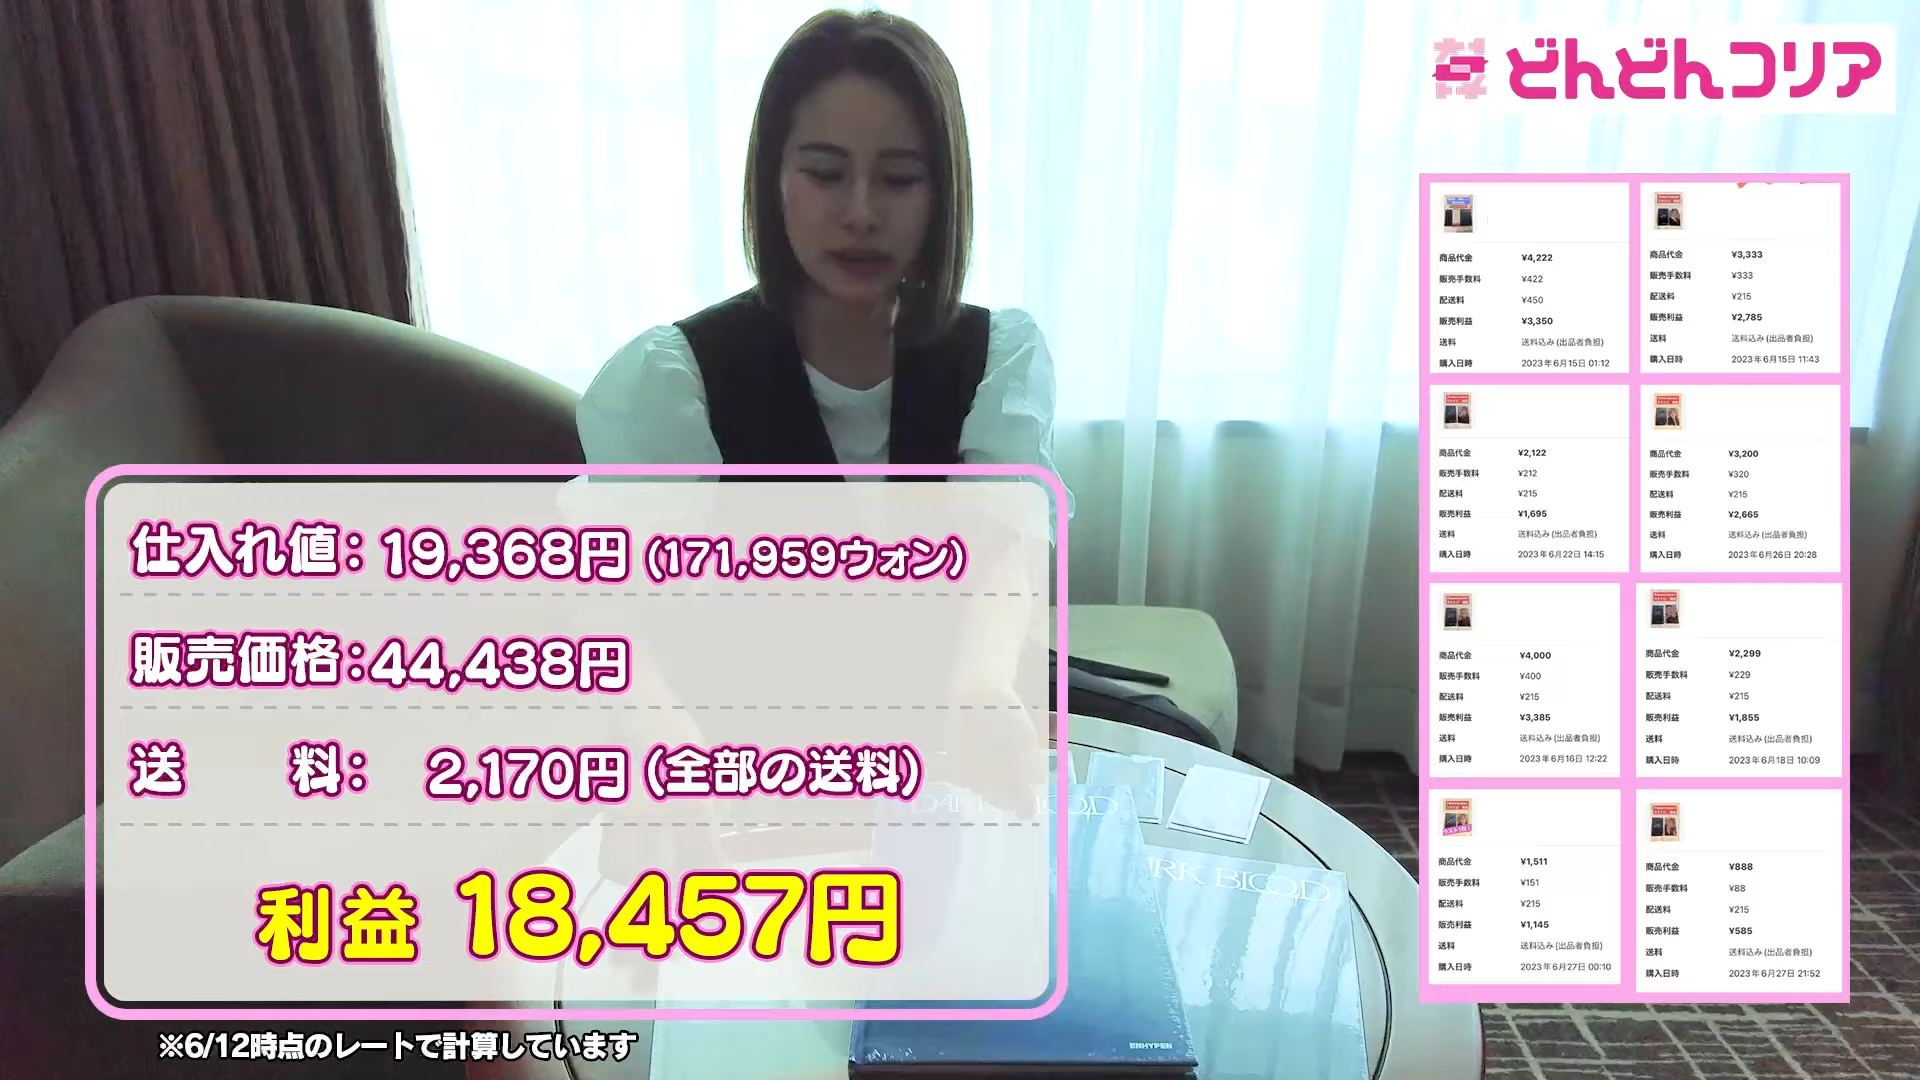 どんどんコリア
仕入れ値：19,368円（171,959ウォン）
販売価格：44,438円
送　料：2,170円（全部の送料）
利益 18,457円
※6/12時点のレートで計算しています
商品代金 ¥4,222
販売手数料 ¥422
配送料 ¥450
販売利益 ¥3,350
送料 送料込み(出品者負担)
購入日時 2023年6月15日 01:12
商品代金 ¥3,333
販売手数料 ¥333
配送料 ¥215
販売利益 ¥2,785
送料 送料込み(出品者負担)
購入日時 2023年6月15日 11:43
商品代金 ¥2,122
販売手数料 ¥212
配送料 ¥215
販売利益 ¥1,695
送料 送料込み(出品者負担)
購入日時 2023年6月22日 14:15
商品代金 ¥3,200
販売手数料 ¥320
配送料 ¥215
販売利益 ¥2,665
送料 送料込み(出品者負担)
購入日時 2023年6月26日 20:28
商品代金 ¥4,000
販売手数料 ¥400
配送料 ¥215
販売利益 ¥3,385
送料 送料込み(出品者負担)
購入日時 2023年6月16日 12:22
商品代金 ¥2,299
販売手数料 ¥229
配送料 ¥215
販売利益 ¥1,855
送料 送料込み(出品者負担)
購入日時 2023年6月18日 10:09
ラスト1枚！
商品代金 ¥1,511
販売手数料 ¥151
配送料 ¥215
販売利益 ¥1,145
送料 送料込み(出品者負担)
購入日時 2023年6月27日 00:10
商品代金 ¥888
販売手数料 ¥88
配送料 ¥215
販売利益 ¥585
送料 送料込み(出品者負担)
購入日時 2023年6月27日 21:52
DARK BLOOD
RK BLOOD
ENHYPEN